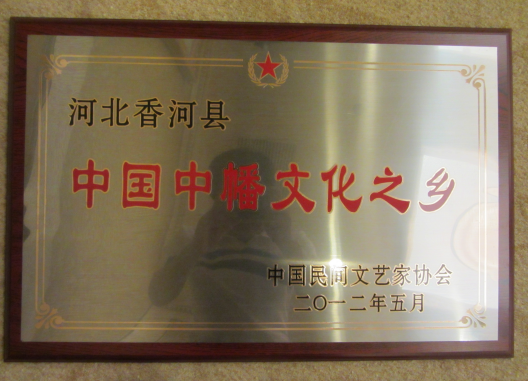 河北香河县
中国中幡文化之乡
中国民间文艺家协会
二〇一二年五月